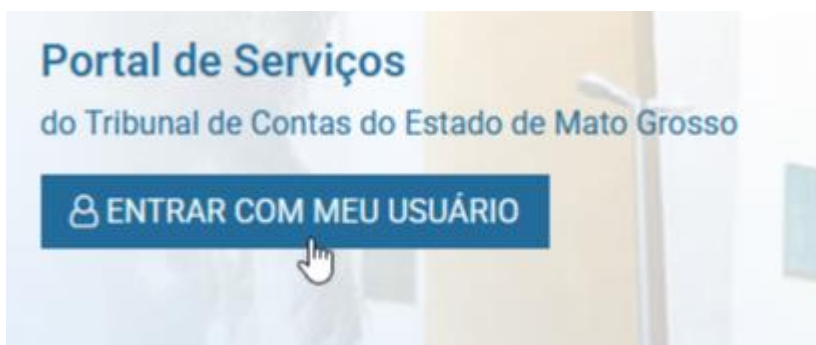 Portal de Serviços
do Tribunal de Contas do Estado de Mato Grosso
ENTRAR COM MEU USUÁRIO